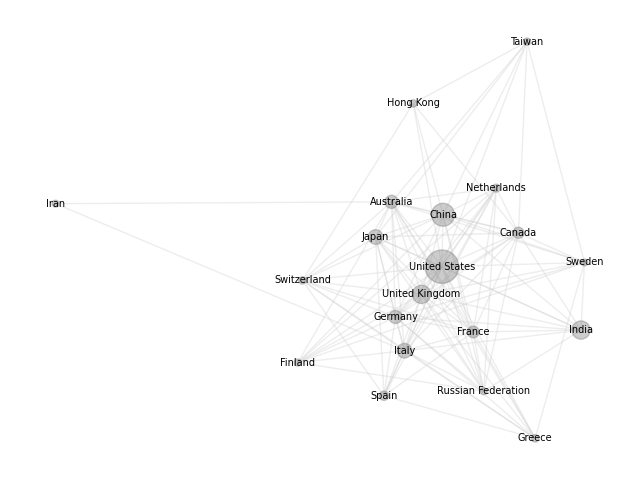 Taiwan
Hong Kong
Netherlands
Iran
Australia
China
Canada
Japan
Sweden
United States
Switzerland
United Kingdom
Germany
France
India
Italy
Finland
Russian Federation
Spain
Greece